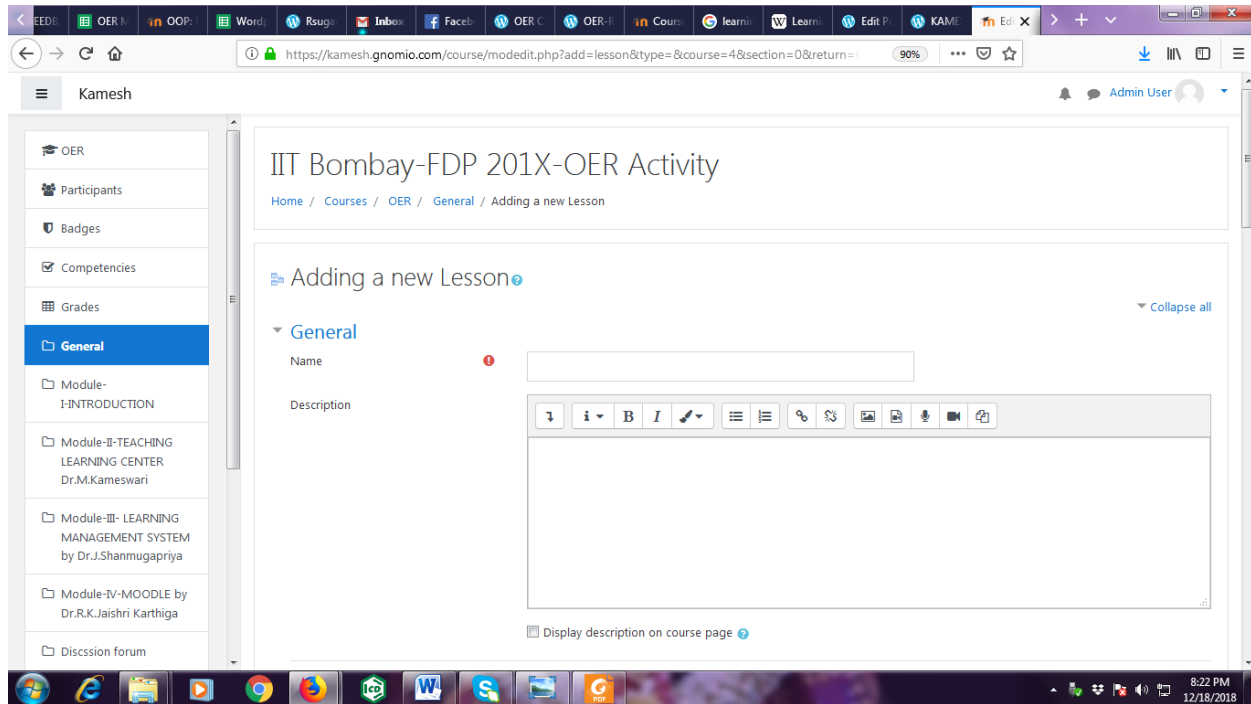 EEDB
OER M
OOP:
Word
Rsuga
Inbox
Faceb
OER C
OER-R
Cours
learnin
Learni
Edit P
KAME
Edi
https://kamesh.gnomio.com/course/modedit.php?add=lesson&type=&course=4&section=0&return=
90%
Kamesh
Admin User
OER
Participants
Badges
Competencies
Grades
General
Module-
I-INTRODUCTION
Module-II-TEACHING
LEARNING CENTER
Dr.M.Kameswari
Module-III- LEARNING
MANAGEMENT SYSTEM
by Dr.J.Shanmugapriya
Module-IV-MOODLE by
Dr.R.K.Jaishri Karthiga
Discssion forum
IIT Bombay-FDP 201X-OER Activity
Home / Courses / OER / General / Adding a new Lesson
Adding a new Lesson
Collapse all
General
Name
Description
i B I
Display description on course page
8:22 PM
12/18/2018